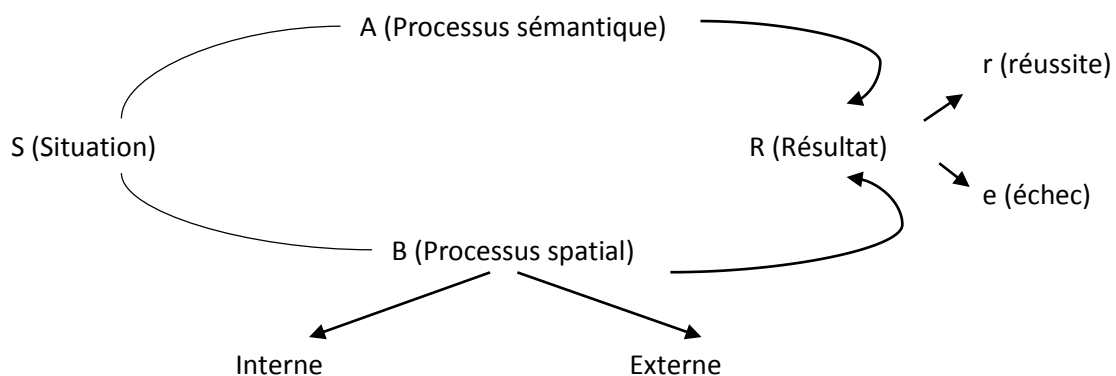 A (Processus sémantique)
r (réussite)
S (Situation)
R (Résultat)
e (échec)
B (Processus spatial)
Interne
Externe